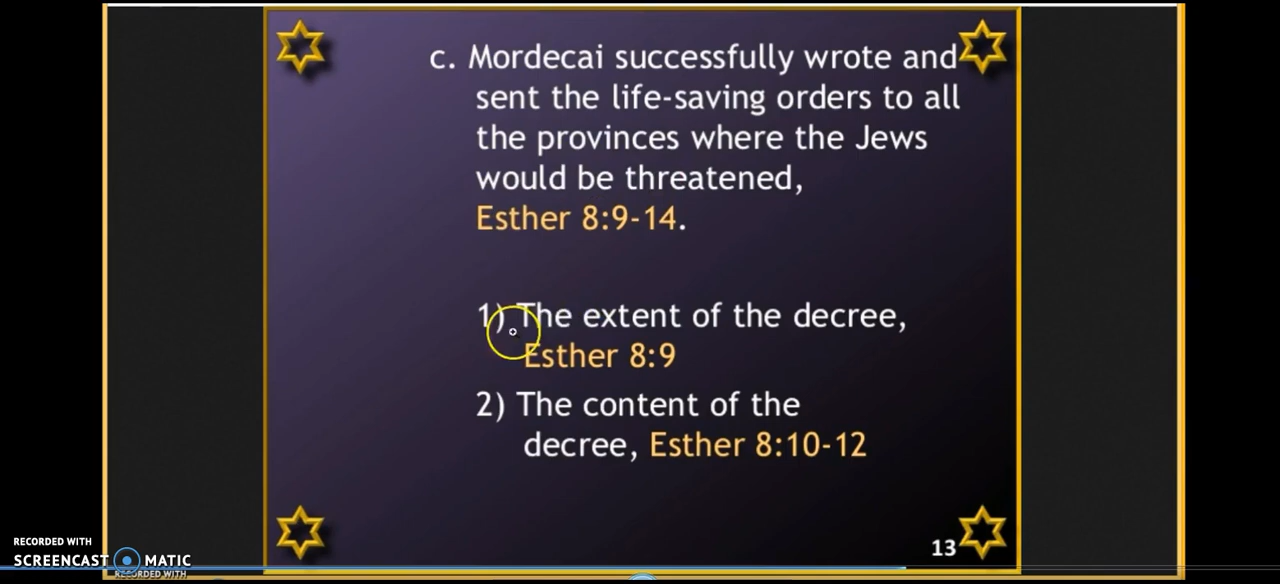 c. Mordecai successfully wrote and
sent the life-saving orders to all
the provinces where the Jews
would be threatened,
Esther 8:9-14.
1) The extent of the decree,
Esther 8:9
2) The content of the
decree, Esther 8:10-12
13
RECORDED WITH
SCREENCAST MATIC
RECORDED WITH